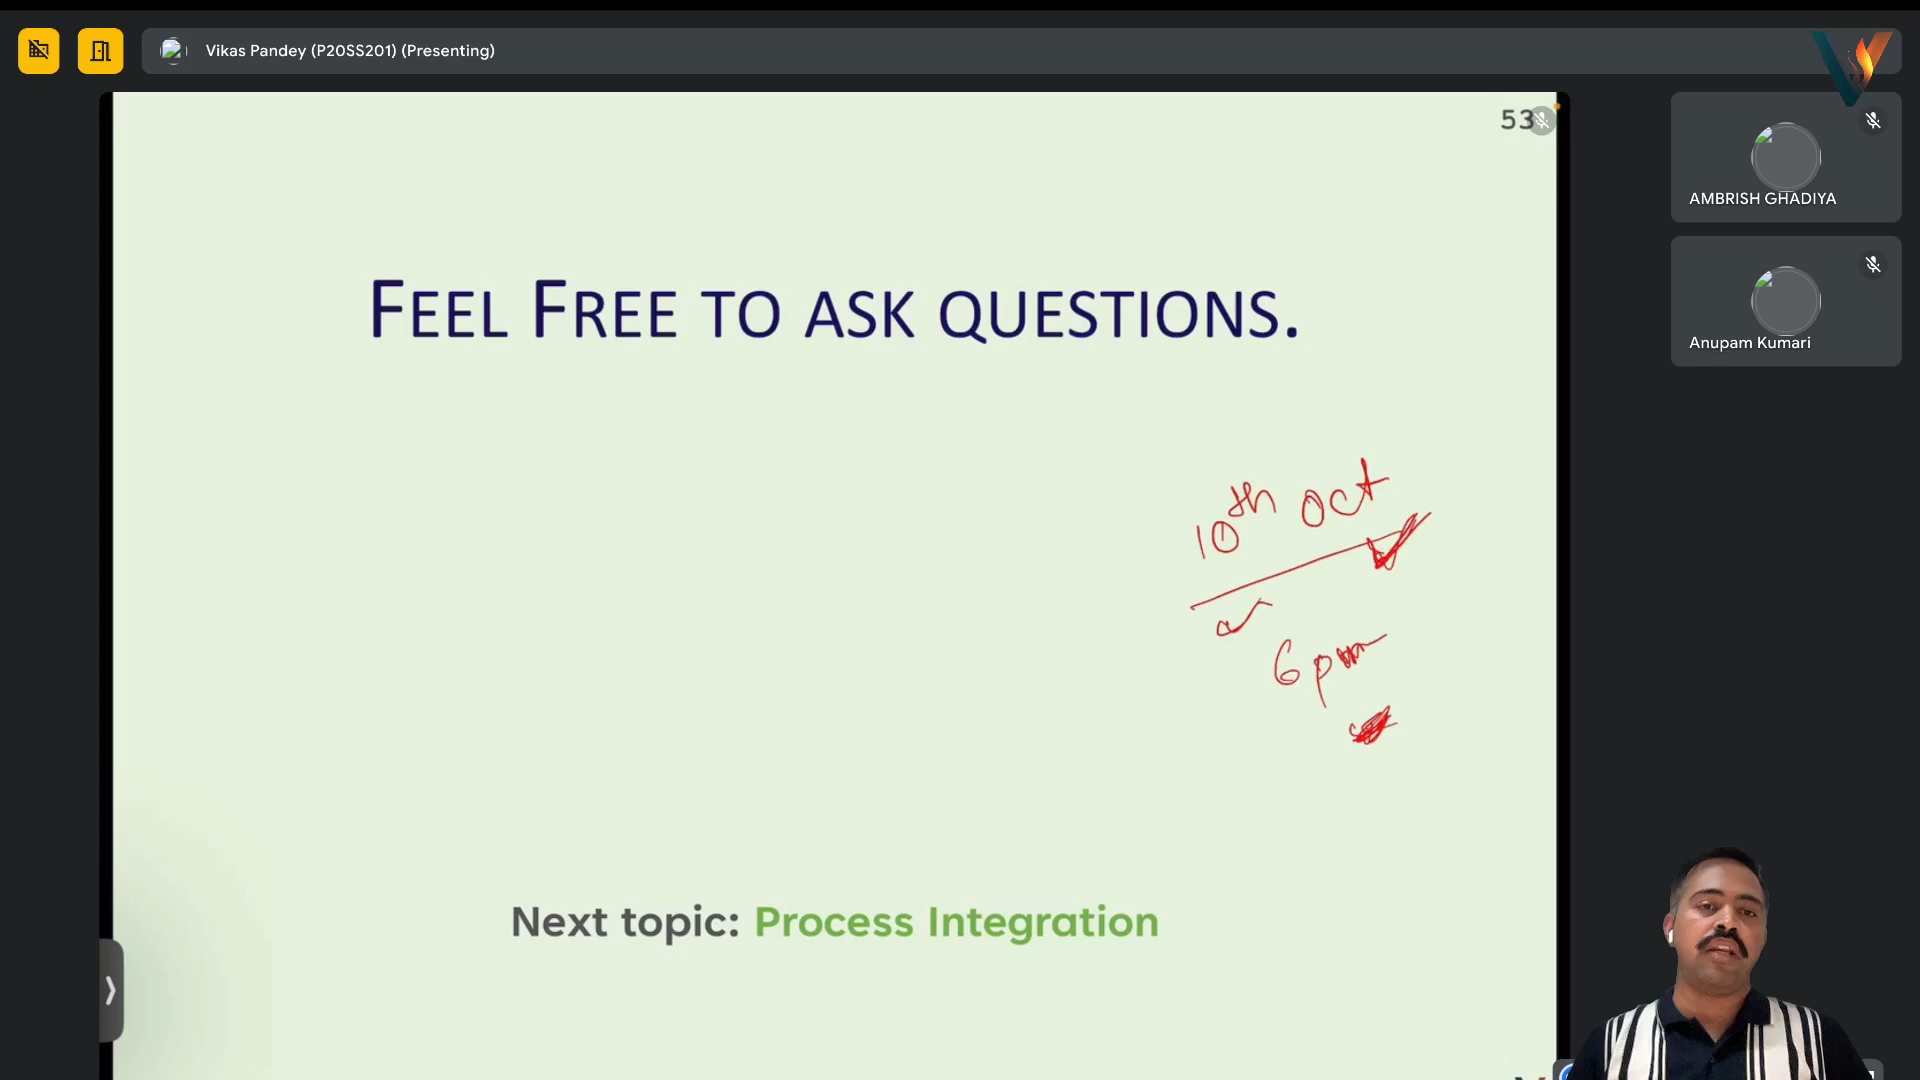 Vikas Pandey (P20SS201) (Presenting)
53
AMBRISH GHADIYA
FEEL FREE TO ASK QUESTIONS.
Anupam Kumari
10th Oct
6 pm
Next topic: Process Integration